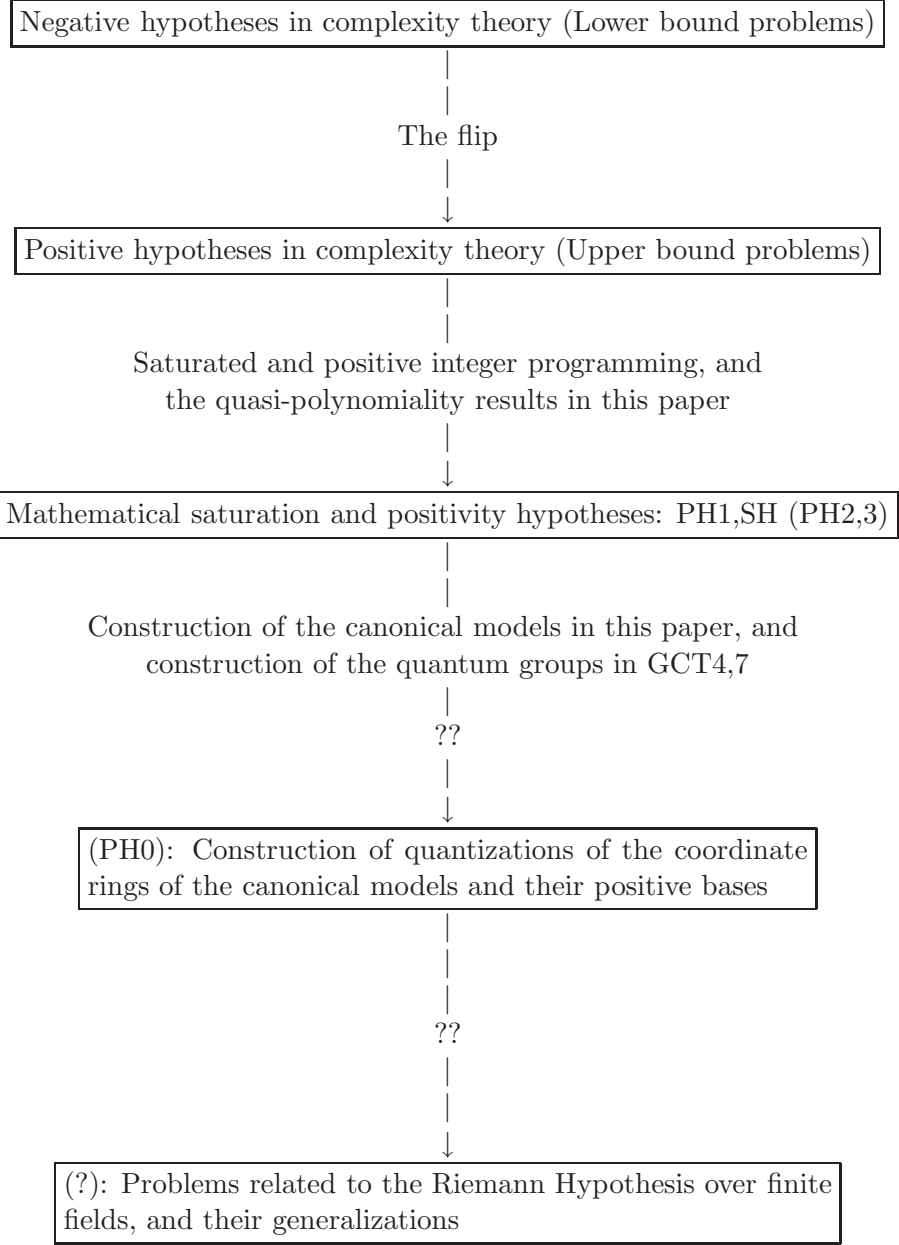 Negative hypotheses in complexity theory (Lower bound problems)
|
|
The flip
|
↓
Positive hypotheses in complexity theory (Upper bound problems)
|
|
Saturated and positive integer programming, and
the quasi-polynomiality results in this paper
|
↓
Mathematical saturation and positivity hypotheses: PH1,SH (PH2,3)
|
|
Construction of the canonical models in this paper, and
construction of the quantum groups in GCT4,7
|
??
|
↓
(PH0): Construction of quantizations of the coordinate
rings of the canonical models and their positive bases
|
|
|
??
|
|
↓
(?): Problems related to the Riemann Hypothesis over finite
fields, and their generalizations